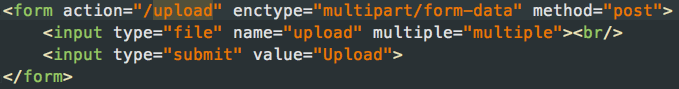 <form action="/upload" enctype="multipart/form-data" method="post">
    <input type="file" name="upload" multiple="multiple"><br/>
    <input type="submit" value="Upload">
</form>